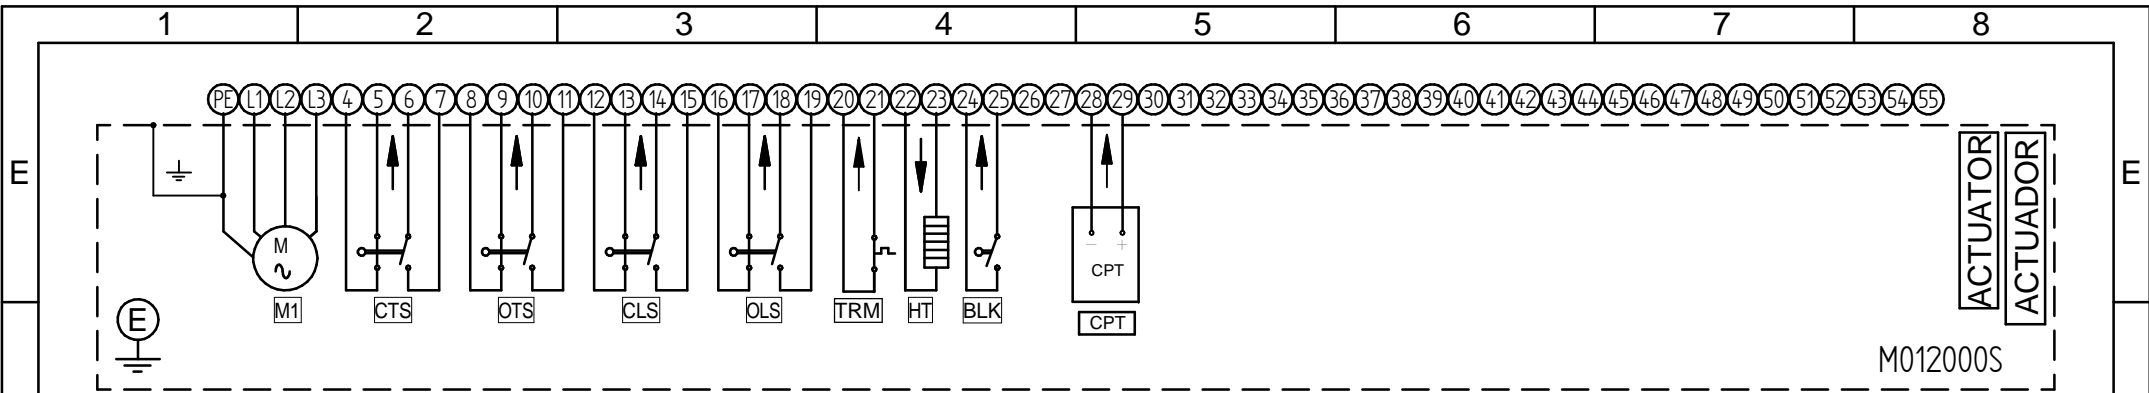 1 2 3 4 5 6 7 8
PE L1 L2 L3 4 5 6 7 8 9 10 11 12 13 14 15 16 17 18 19 20 21 22 23 24 25 26 27 28 29 30 31 32 33 34 35 36 37 38 39 40 41 42 43 44 45 46 47 48 49 50 51 52 53 54 55
E E
ACTUATOR
ACTUADOR
M
- +
CPT
M1 CTS OTS CLS OLS TRM HT BLK CPT
E
M012000S